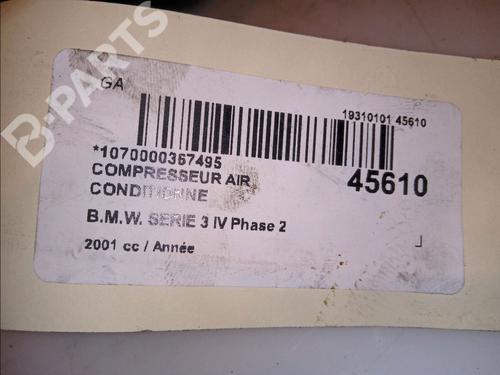 B-PARTS
GA
19310101 45610
*1070000367495
45610
COMPRESSEUR AIR
CONDITIONNE
B.M.W. SERIE 3 IV Phase 2
2001 cc / Année